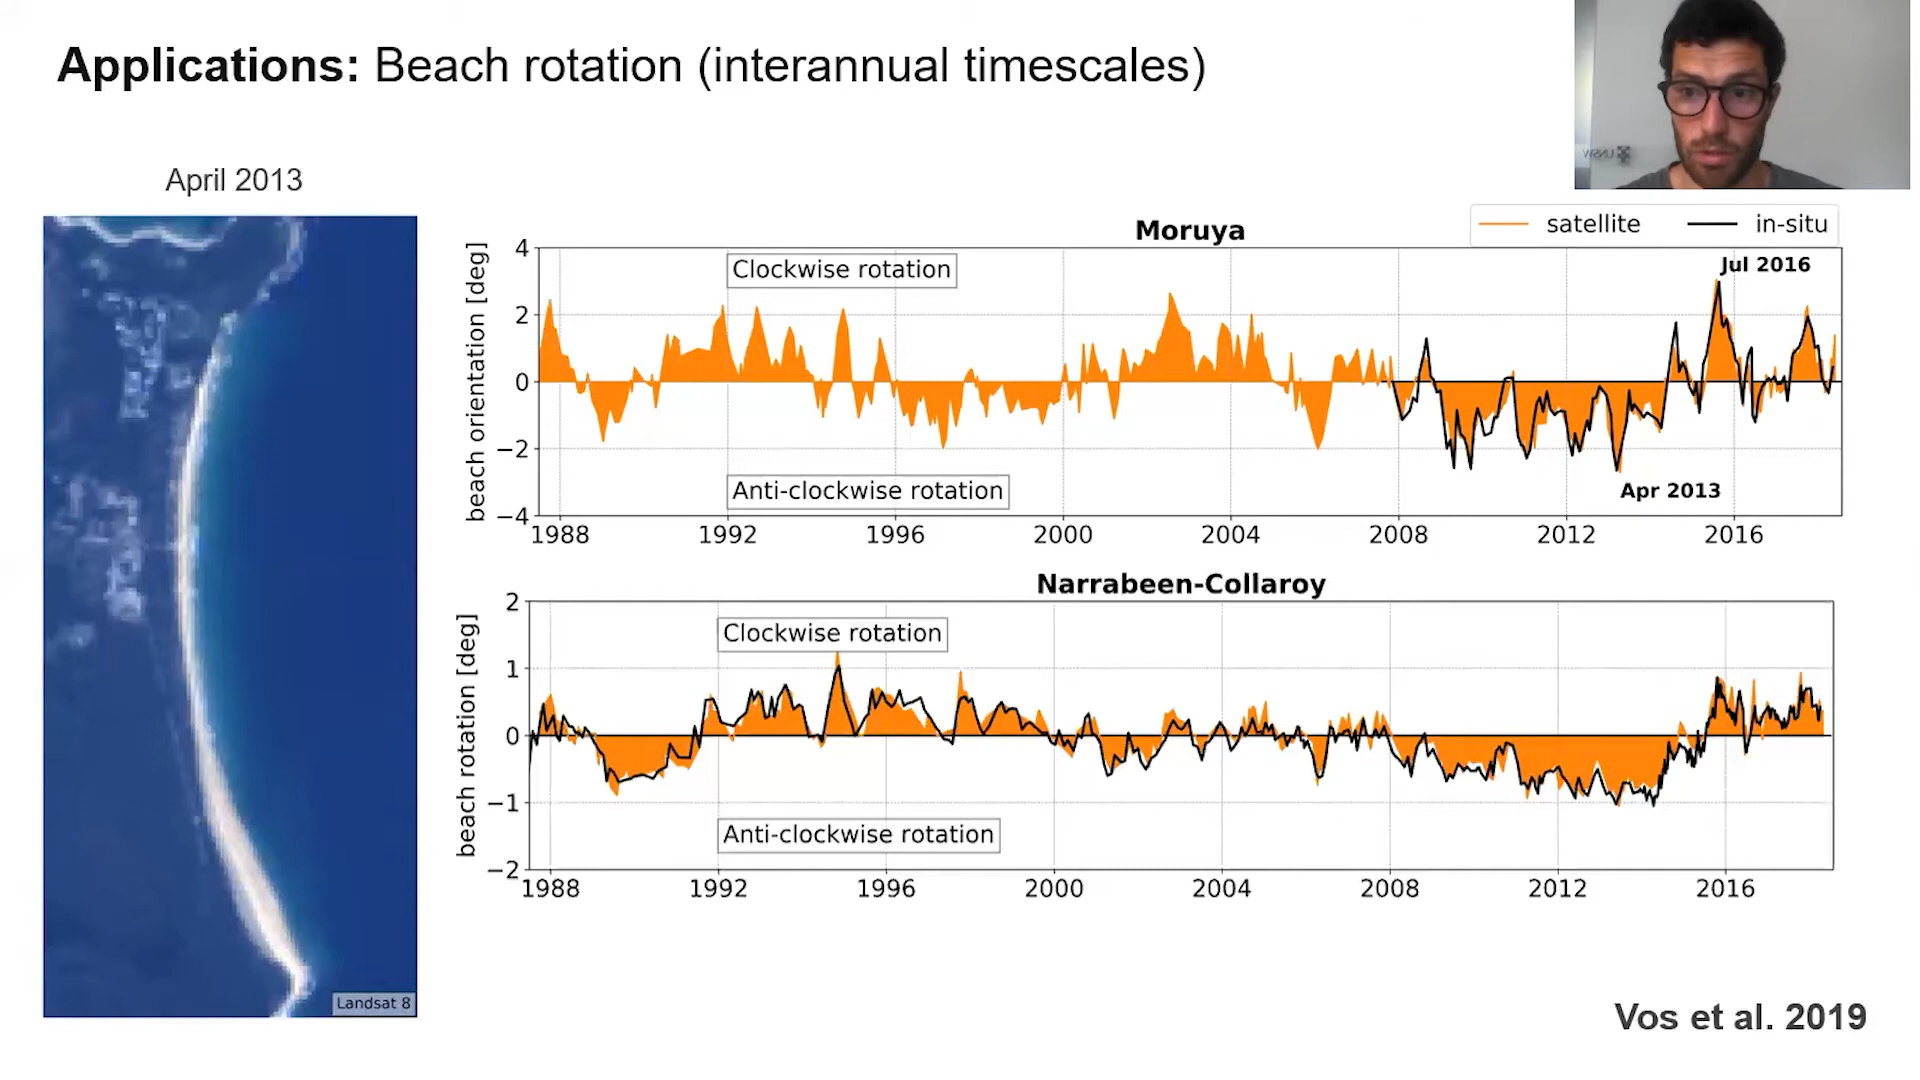 Applications: Beach rotation (interannual timescales)
UNSW
April 2013
Landsat 8
satellite
in-situ
Moruya
Clockwise rotation
Jul 2016
Anti-clockwise rotation
Apr 2013
beach orientation [deg]
4
2
0
−2
−4
1988 1992 1996 2000 2004 2008 2012 2016
Narrabeen-Collaroy
Clockwise rotation
Anti-clockwise rotation
beach rotation [deg]
2
1
0
−1
−2
1988 1992 1996 2000 2004 2008 2012 2016
Vos et al. 2019